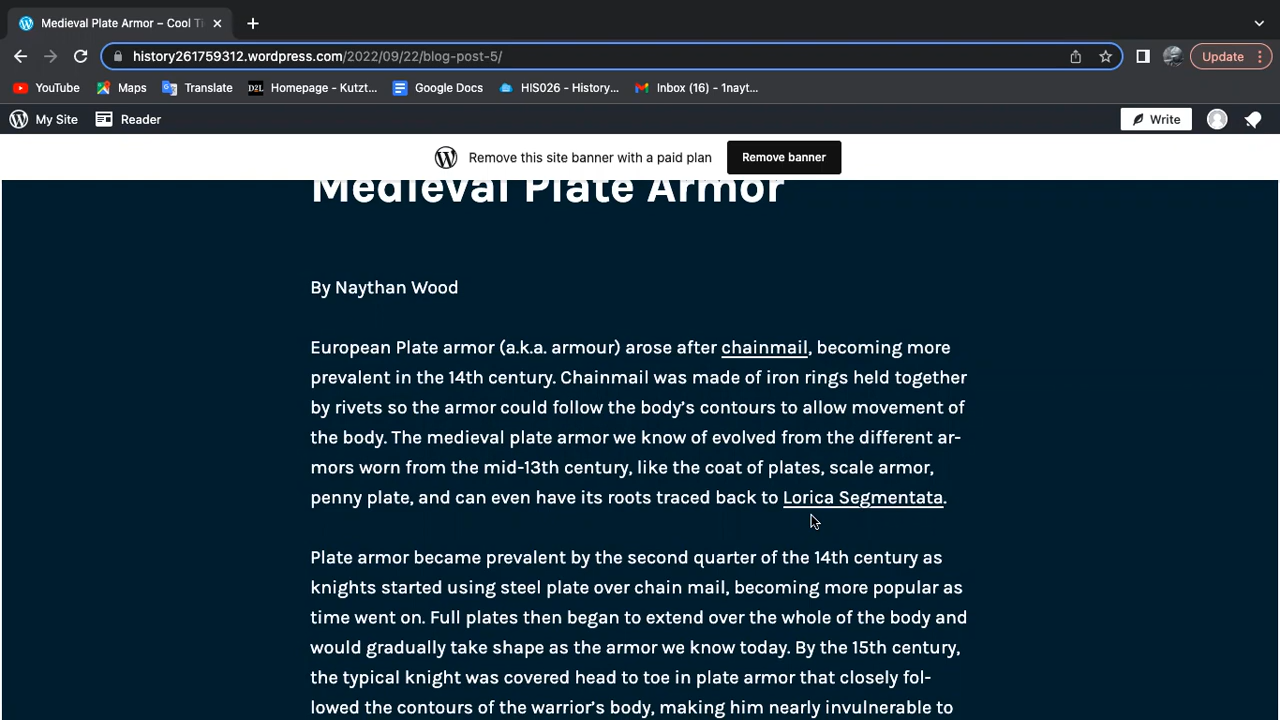 Medieval Plate Armor – Cool Ti
history261759312.wordpress.com/2022/09/22/blog-post-5/
Update
YouTube
Maps
Translate
D2L
Homepage - Kutzt...
Google Docs
HIS026 - History...
Inbox (16) - 1nayt...
My Site
Reader
Write
Remove this site banner with a paid plan
Remove banner
Medieval Plate Armor
By Naythan Wood
European Plate armor (a.k.a. armour) arose after chainmail, becoming more
prevalent in the 14th century. Chainmail was made of iron rings held together
by rivets so the armor could follow the body’s contours to allow movement of
the body. The medieval plate armor we know of evolved from the different ar-
mors worn from the mid-13th century, like the coat of plates, scale armor,
penny plate, and can even have its roots traced back to Lorica Segmentata.
Plate armor became prevalent by the second quarter of the 14th century as
knights started using steel plate over chain mail, becoming more popular as
time went on. Full plates then began to extend over the whole of the body and
would gradually take shape as the armor we know today. By the 15th century,
the typical knight was covered head to toe in plate armor that closely fol-
lowed the contours of the warrior’s body, making him nearly invulnerable to